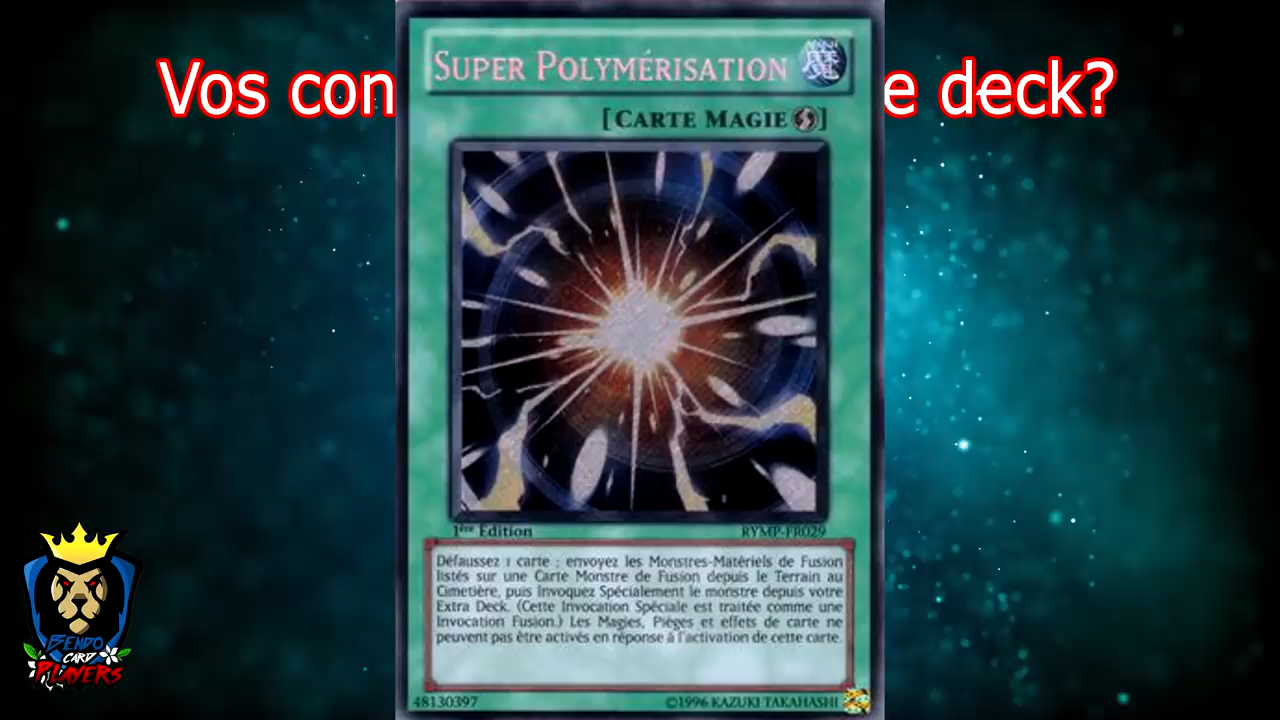 Vos con
e deck?
SUPER POLYMÉRISATION
魔
[CARTE MAGIE]
1ère Edition
RYMP-FR029
Défaussez 1 carte ; envoyez les Monstres-Matériels de Fusion
listés sur une Carte Monstre de Fusion depuis le Terrain au
Cimetière, puis Invoquez Spécialement le monstre depuis votre
Extra Deck. (Cette Invocation Spéciale est traitée comme une
Invocation Fusion.) Les Magies, Pièges et effets de carte ne
peuvent pas être activés en réponse à l'activation de cette carte.
48130397
©1996 KAZUKI TAKAHASHI
BENDO
CARD
PLAYERS